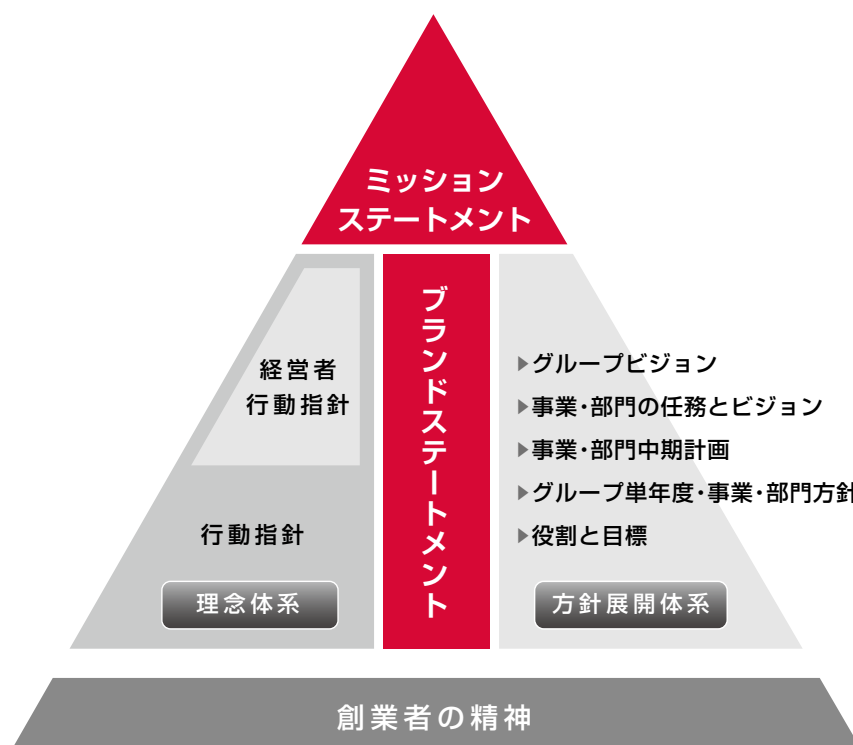 ミッション
ステートメント
経営者
行動指針
行動指針
理念体系
ブランドステートメント
▶グループビジョン
▶事業・部門の任務とビジョン
▶事業・部門中期計画
▶グループ単年度・事業・部門方針
▶役割と目標
方針展開体系
創業者の精神